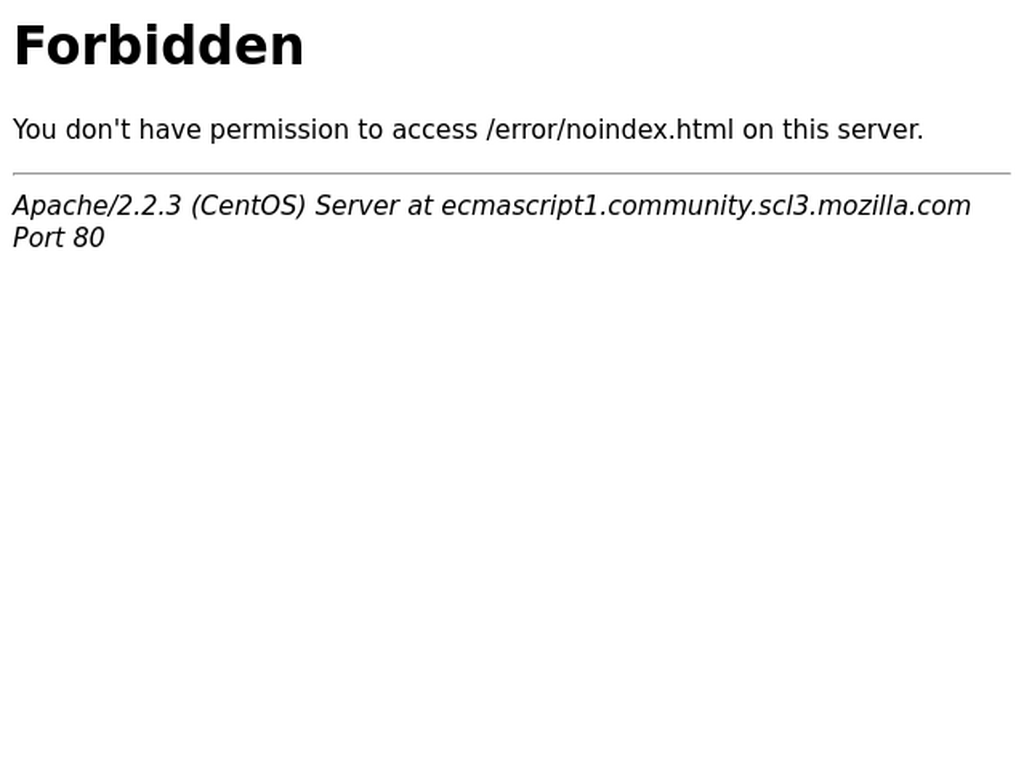 Forbidden
You don't have permission to access /error/noindex.html on this server.
Apache/2.2.3 (CentOS) Server at ecmascript1.community.scl3.mozilla.com
Port 80